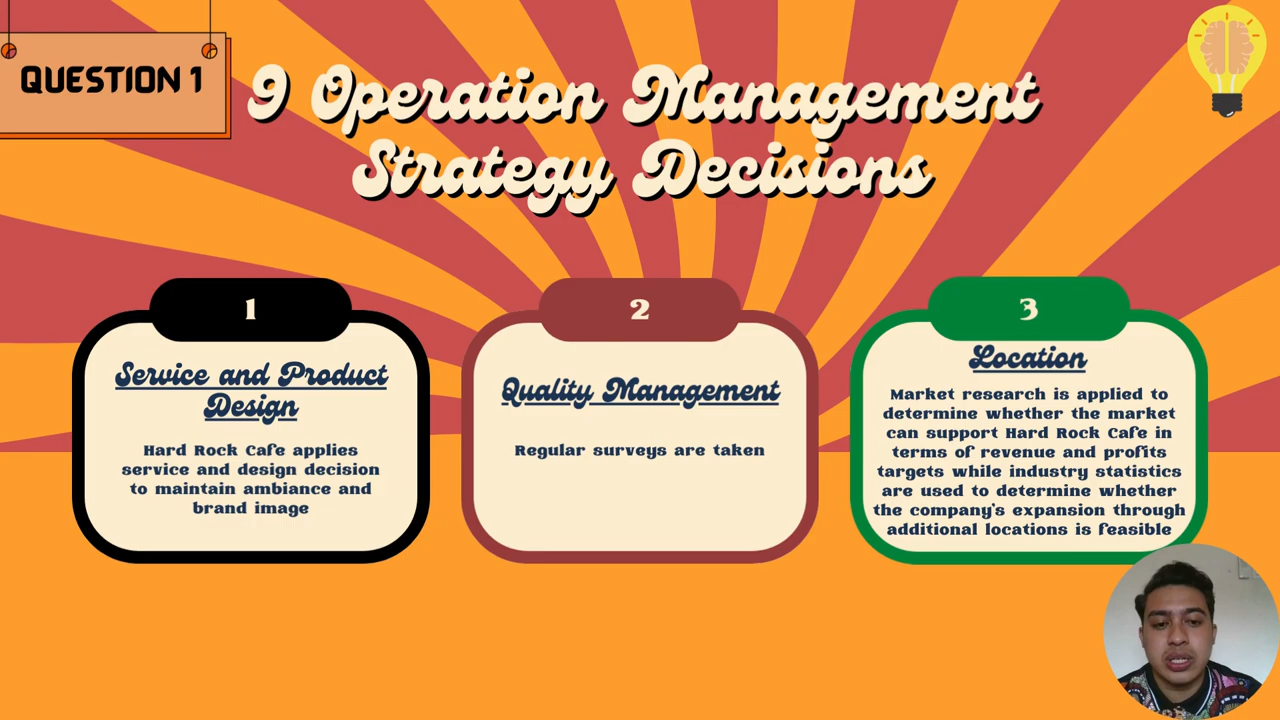 QUESTION 1
9 Operation Management
Strategy Decisions
1
Service and Product
Design
Hard Rock Cafe applies
service and design decision
to maintain ambiance and
brand image
2
Quality Management
Regular surveys are taken
3
Location
Market research is applied to
determine whether the market
can support Hard Rock Cafe in
terms of revenue and profits
targets while industry statistics
are used to determine whether
the company's expansion through
additional locations is feasible